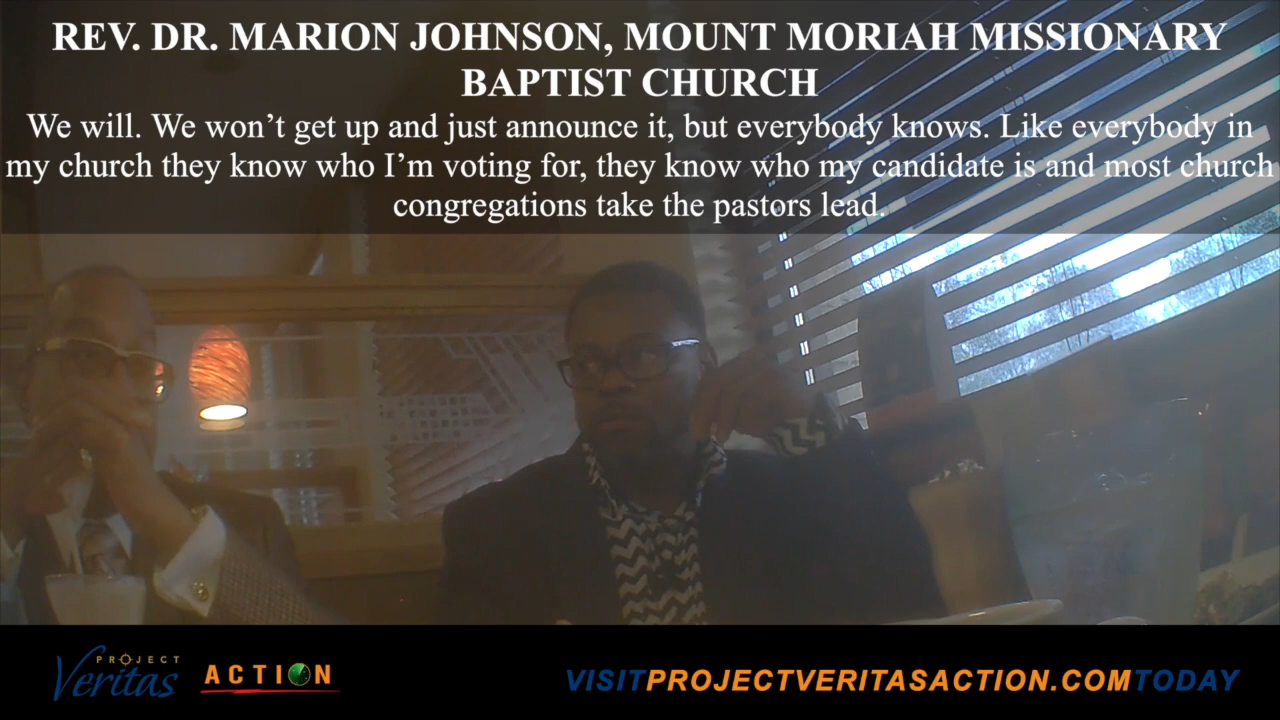 REV. DR. MARION JOHNSON, MOUNT MORIAH MISSIONARY
BAPTIST CHURCH
We will. We won’t get up and just announce it, but everybody knows. Like everybody in
my church they know who I’m voting for, they know who my candidate is and most church
congregations take the pastors lead.
PROJECT
Veritas ACTION
VISITPROJECTVERITASACTION.COMTODAY